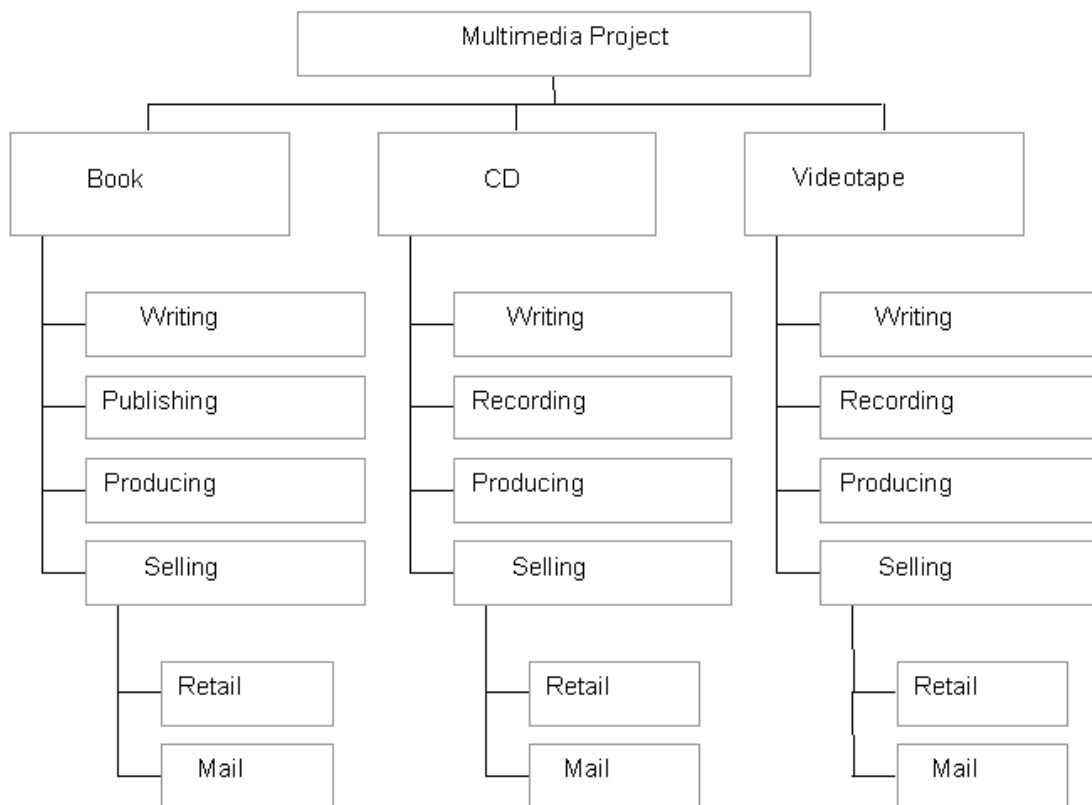 Multimedia Project
Book
CD
Videotape
Writing
Writing
Writing
Publishing
Recording
Recording
Producing
Producing
Producing
Selling
Selling
Selling
Retail
Retail
Retail
Mail
Mail
Mail